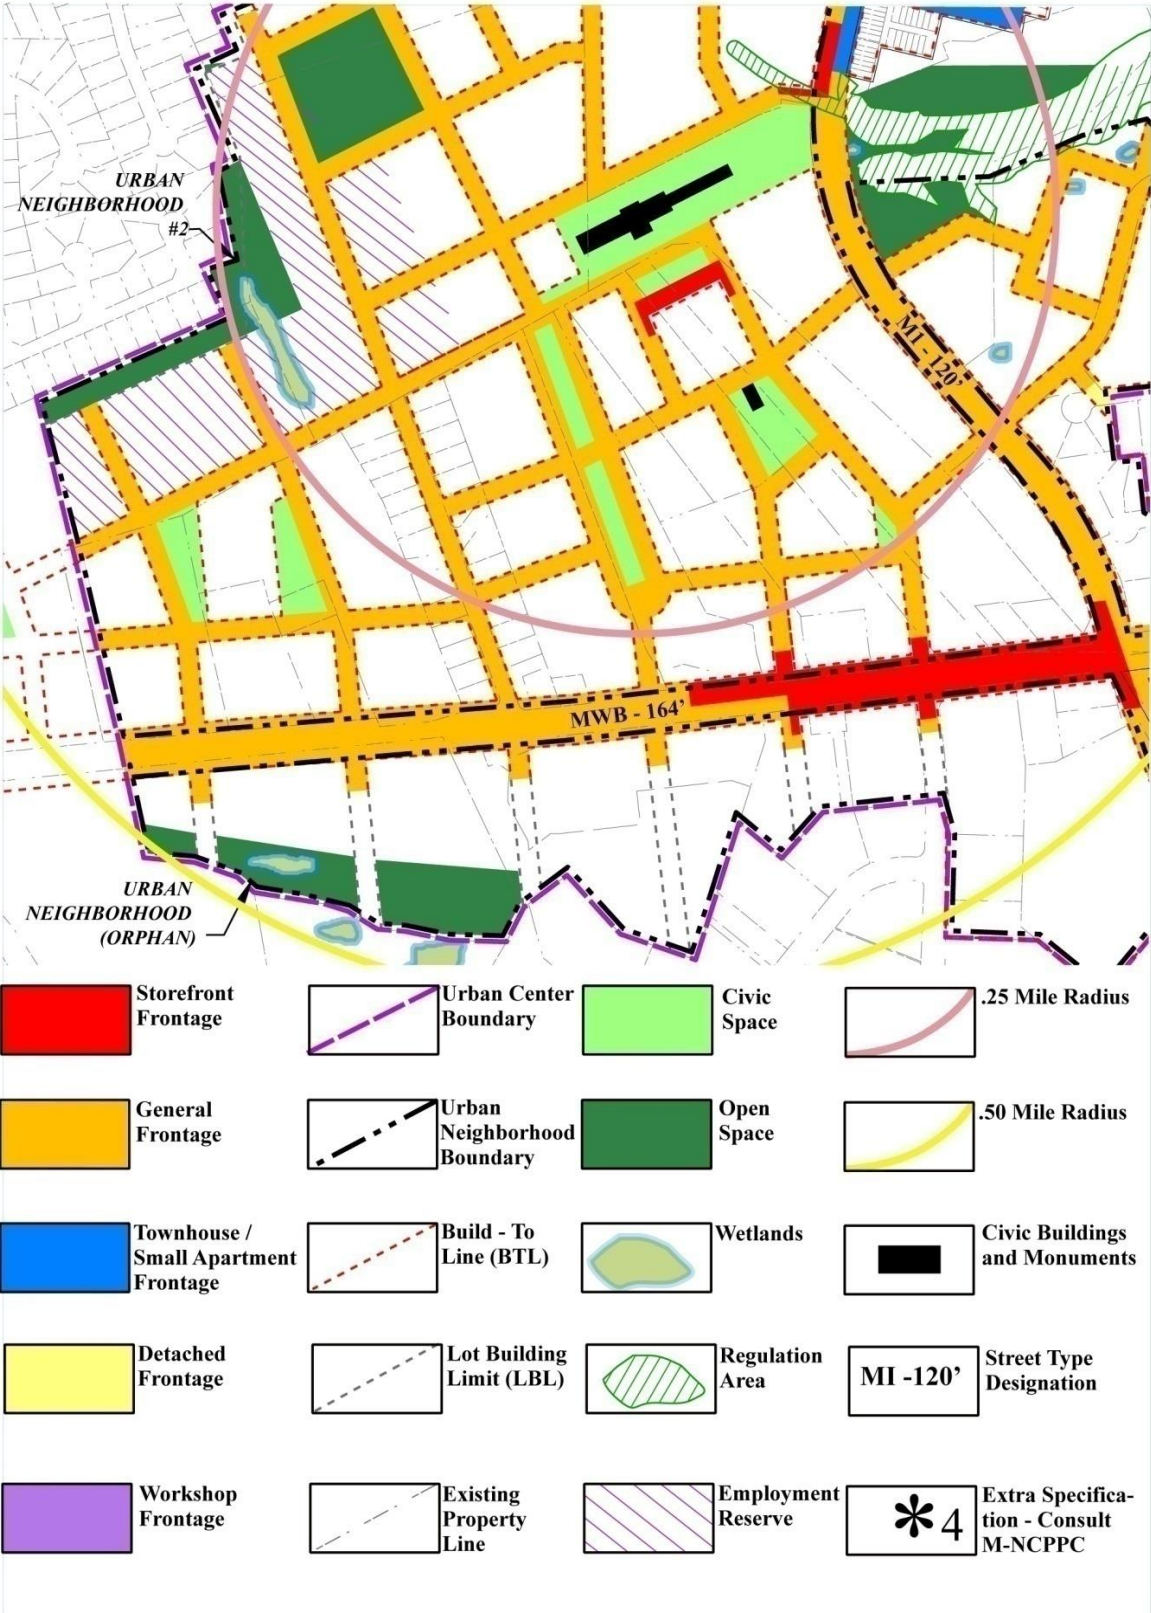 URBAN
NEIGHBORHOOD
#2
MI - 120’
MWB - 164’
URBAN
NEIGHBORHOOD
(ORPHAN)
Storefront
Frontage
Urban Center
Boundary
Civic
Space
.25 Mile Radius
General
Frontage
Urban
Neighborhood
Boundary
Open
Space
.50 Mile Radius
Townhouse /
Small Apartment
Frontage
Build - To
Line (BTL)
Wetlands
Civic Buildings
and Monuments
Detached
Frontage
Lot Building
Limit (LBL)
Regulation
Area
MI -120’
Street Type
Designation
Workshop
Frontage
Existing
Property
Line
Employment
Reserve
*4
Extra Specifica-
tion - Consult
M-NCPPC